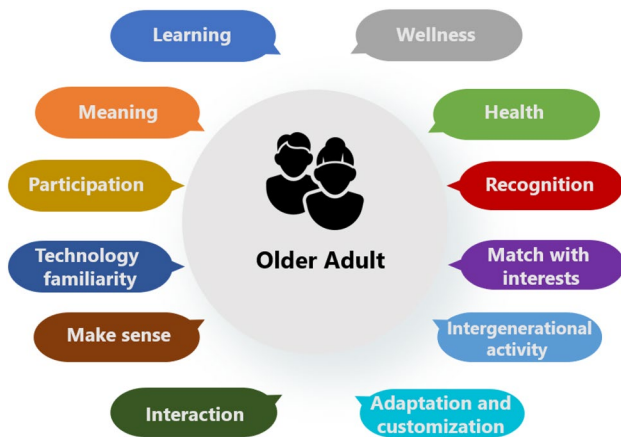 Learning
Wellness
Meaning
Health
Participation
Recognition
Older Adult
Technology
familiarity
Match with
interests
Make sense
Intergenerational
activity
Interaction
Adaptation and
customization